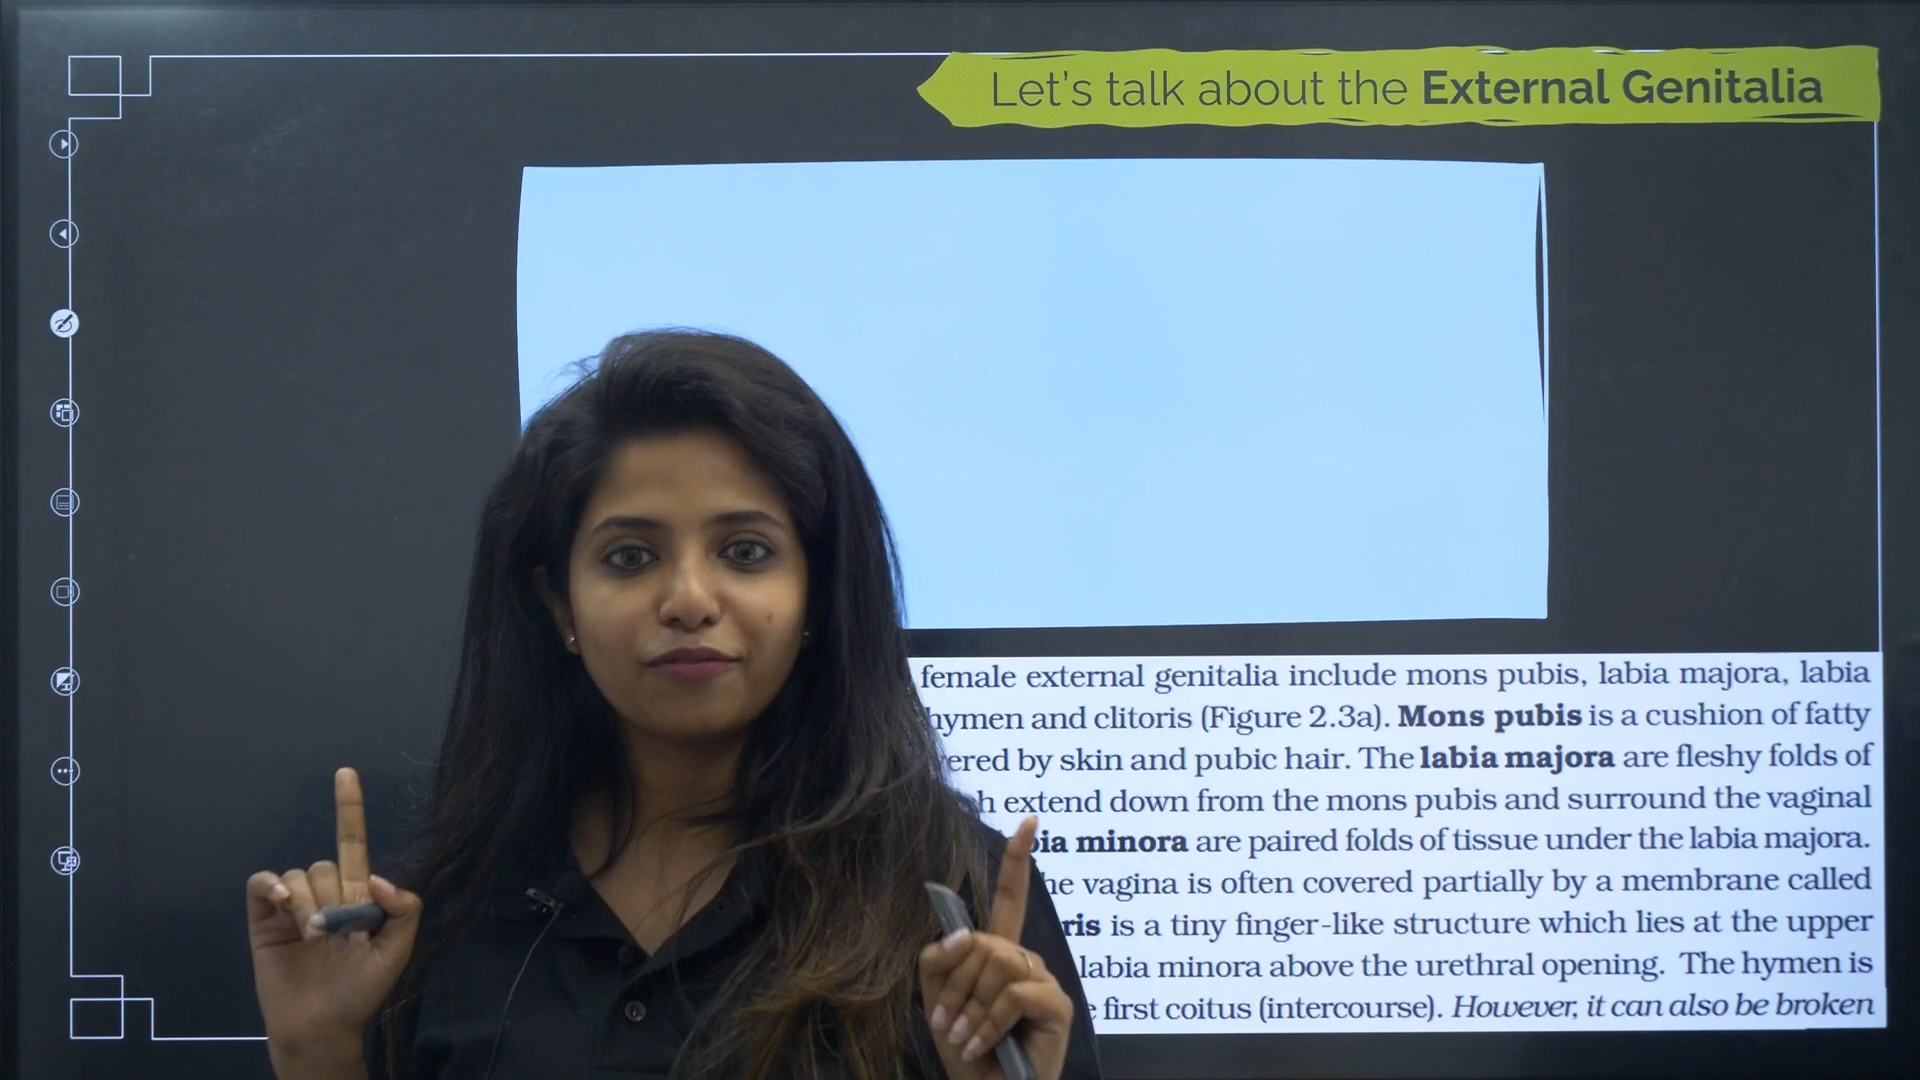 Let's talk about the External Genitalia
female external genitalia include mons pubis, labia majora, labia
hymen and clitoris (Figure 2.3a). Mons pubis is a cushion of fatty
by skin and pubic hair. The labia majora are fleshy folds of
extend down from the mons pubis and surround the vaginal
minora are paired folds of tissue under the labia majora.
vagina is often covered partially by a membrane called
is a tiny finger-like structure which lies at the upper
labia minora above the urethral opening. The hymen is
first coitus (intercourse). However, it can also be broken